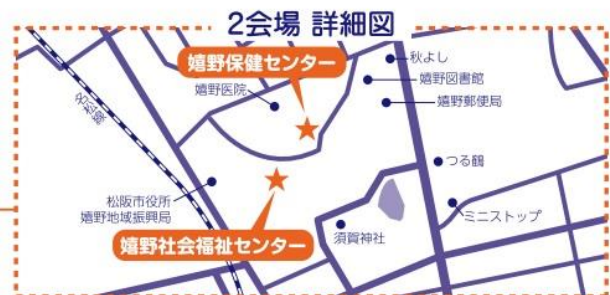 2会場 詳細図
嬉野保健センター
秋よし
嬉野医院
嬉野図書館
嬉野郵便局
名松線
つる鶴
松阪市役所
嬉野地域振興局
ミニストップ
須賀神社
嬉野社会福祉センター